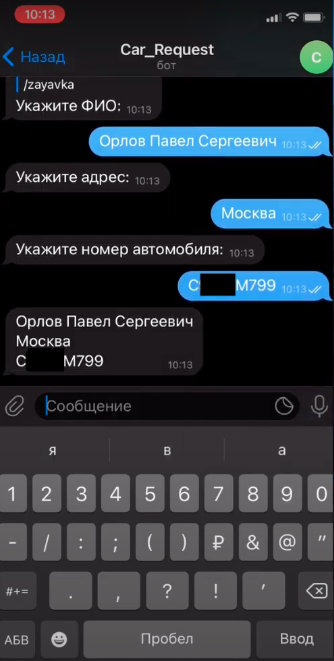 10:13
Назад
Car_Request
бот
C
/zayavka
Укажите ФИО: 10:13
Орлов Павел Сергеевич 10:13
Укажите адрес: 10:13
Москва 10:13
Укажите номер автомобиля: 10:13
С М799 10:13
Орлов Павел Сергеевич
Москва
С М799 10:13
Сообщение
я в а
1 2 3 4 5 6 7 8 9 0
- / : ; ( ) ₽ & @ "
#+= . , ? ! ' 
АБВ Пробел Ввод